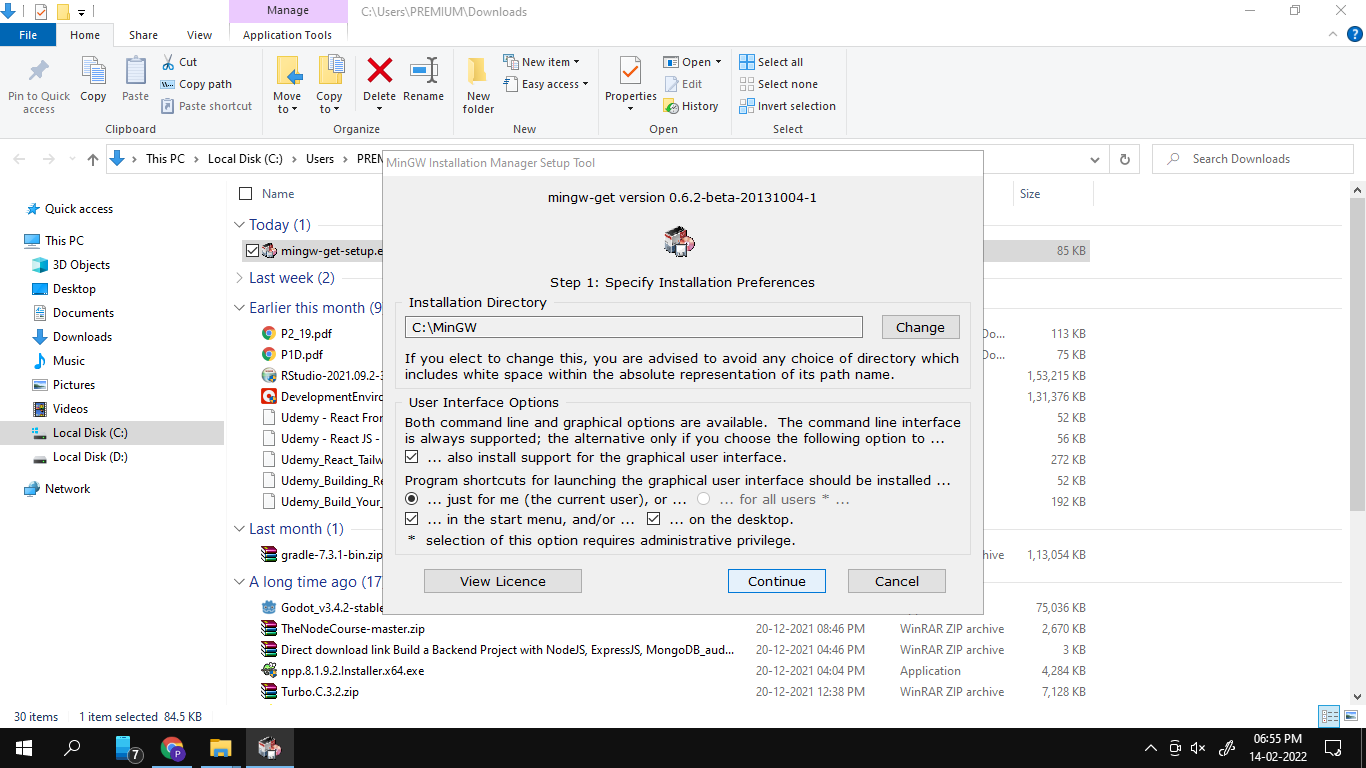 Manage
C:\Users\PREMIUM\Downloads
File
Home
Share
View
Application Tools
Pin to Quick access
Copy
Paste
Cut
Copy path
Paste shortcut
Clipboard
Move to
Copy to
Delete
Rename
Organize
New folder
New item
Easy access
New
Properties
Open
Edit
History
Open
Select all
Select none
Invert selection
Select
This PC
Local Disk (C:)
Users
PREM
Search Downloads
Quick access
This PC
3D Objects
Desktop
Documents
Downloads
Music
Pictures
Videos
Local Disk (C:)
Local Disk (D:)
Network
Name
Size
Today (1)
mingw-get-setup.e
85 KB
Last week (2)
Earlier this month (9
P2_19.pdf
Do...
113 KB
P1D.pdf
Do...
75 KB
RStudio-2021.09.2-3
1,53,215 KB
DevelopmentEnviro
1,31,376 KB
Udemy - React Fron
52 KB
Udemy - React JS -
56 KB
Udemy_React_Tailw
272 KB
Udemy_Building_Re
52 KB
Udemy_Build_Your_
192 KB
Last month (1)
gradle-7.3.1-bin.zip
hive
1,13,054 KB
A long time ago (17
Godot_v3.4.2-stable
75,036 KB
TheNodeCourse-master.zip
20-12-2021 08:46 PM
WinRAR ZIP archive
2,670 KB
Direct download link Build a Backend Project with NodeJS, ExpressJS, MongoDB_aud...
20-12-2021 04:46 PM
WinRAR ZIP archive
3 KB
npp.8.1.9.2.Installer.x64.exe
20-12-2021 04:04 PM
Application
4,284 KB
Turbo.C.3.2.zip
20-12-2021 12:38 PM
WinRAR ZIP archive
7,128 KB
MinGW Installation Manager Setup Tool
mingw-get version 0.6.2-beta-20131004-1
Step 1: Specify Installation Preferences
Installation Directory
C:\MinGW
Change
If you elect to change this, you are advised to avoid any choice of directory which
includes white space within the absolute representation of its path name.
User Interface Options
Both command line and graphical options are available. The command line interface
is always supported; the alternative only if you choose the following option to ...
... also install support for the graphical user interface.
Program shortcuts for launching the graphical user interface should be installed ...
... just for me (the current user), or ... ... for all users * ...
... in the start menu, and/or ... ... on the desktop.
* selection of this option requires administrative privilege.
View Licence
Continue
Cancel
30 items
1 item selected 84.5 KB
7
P
06:55 PM
14-02-2022